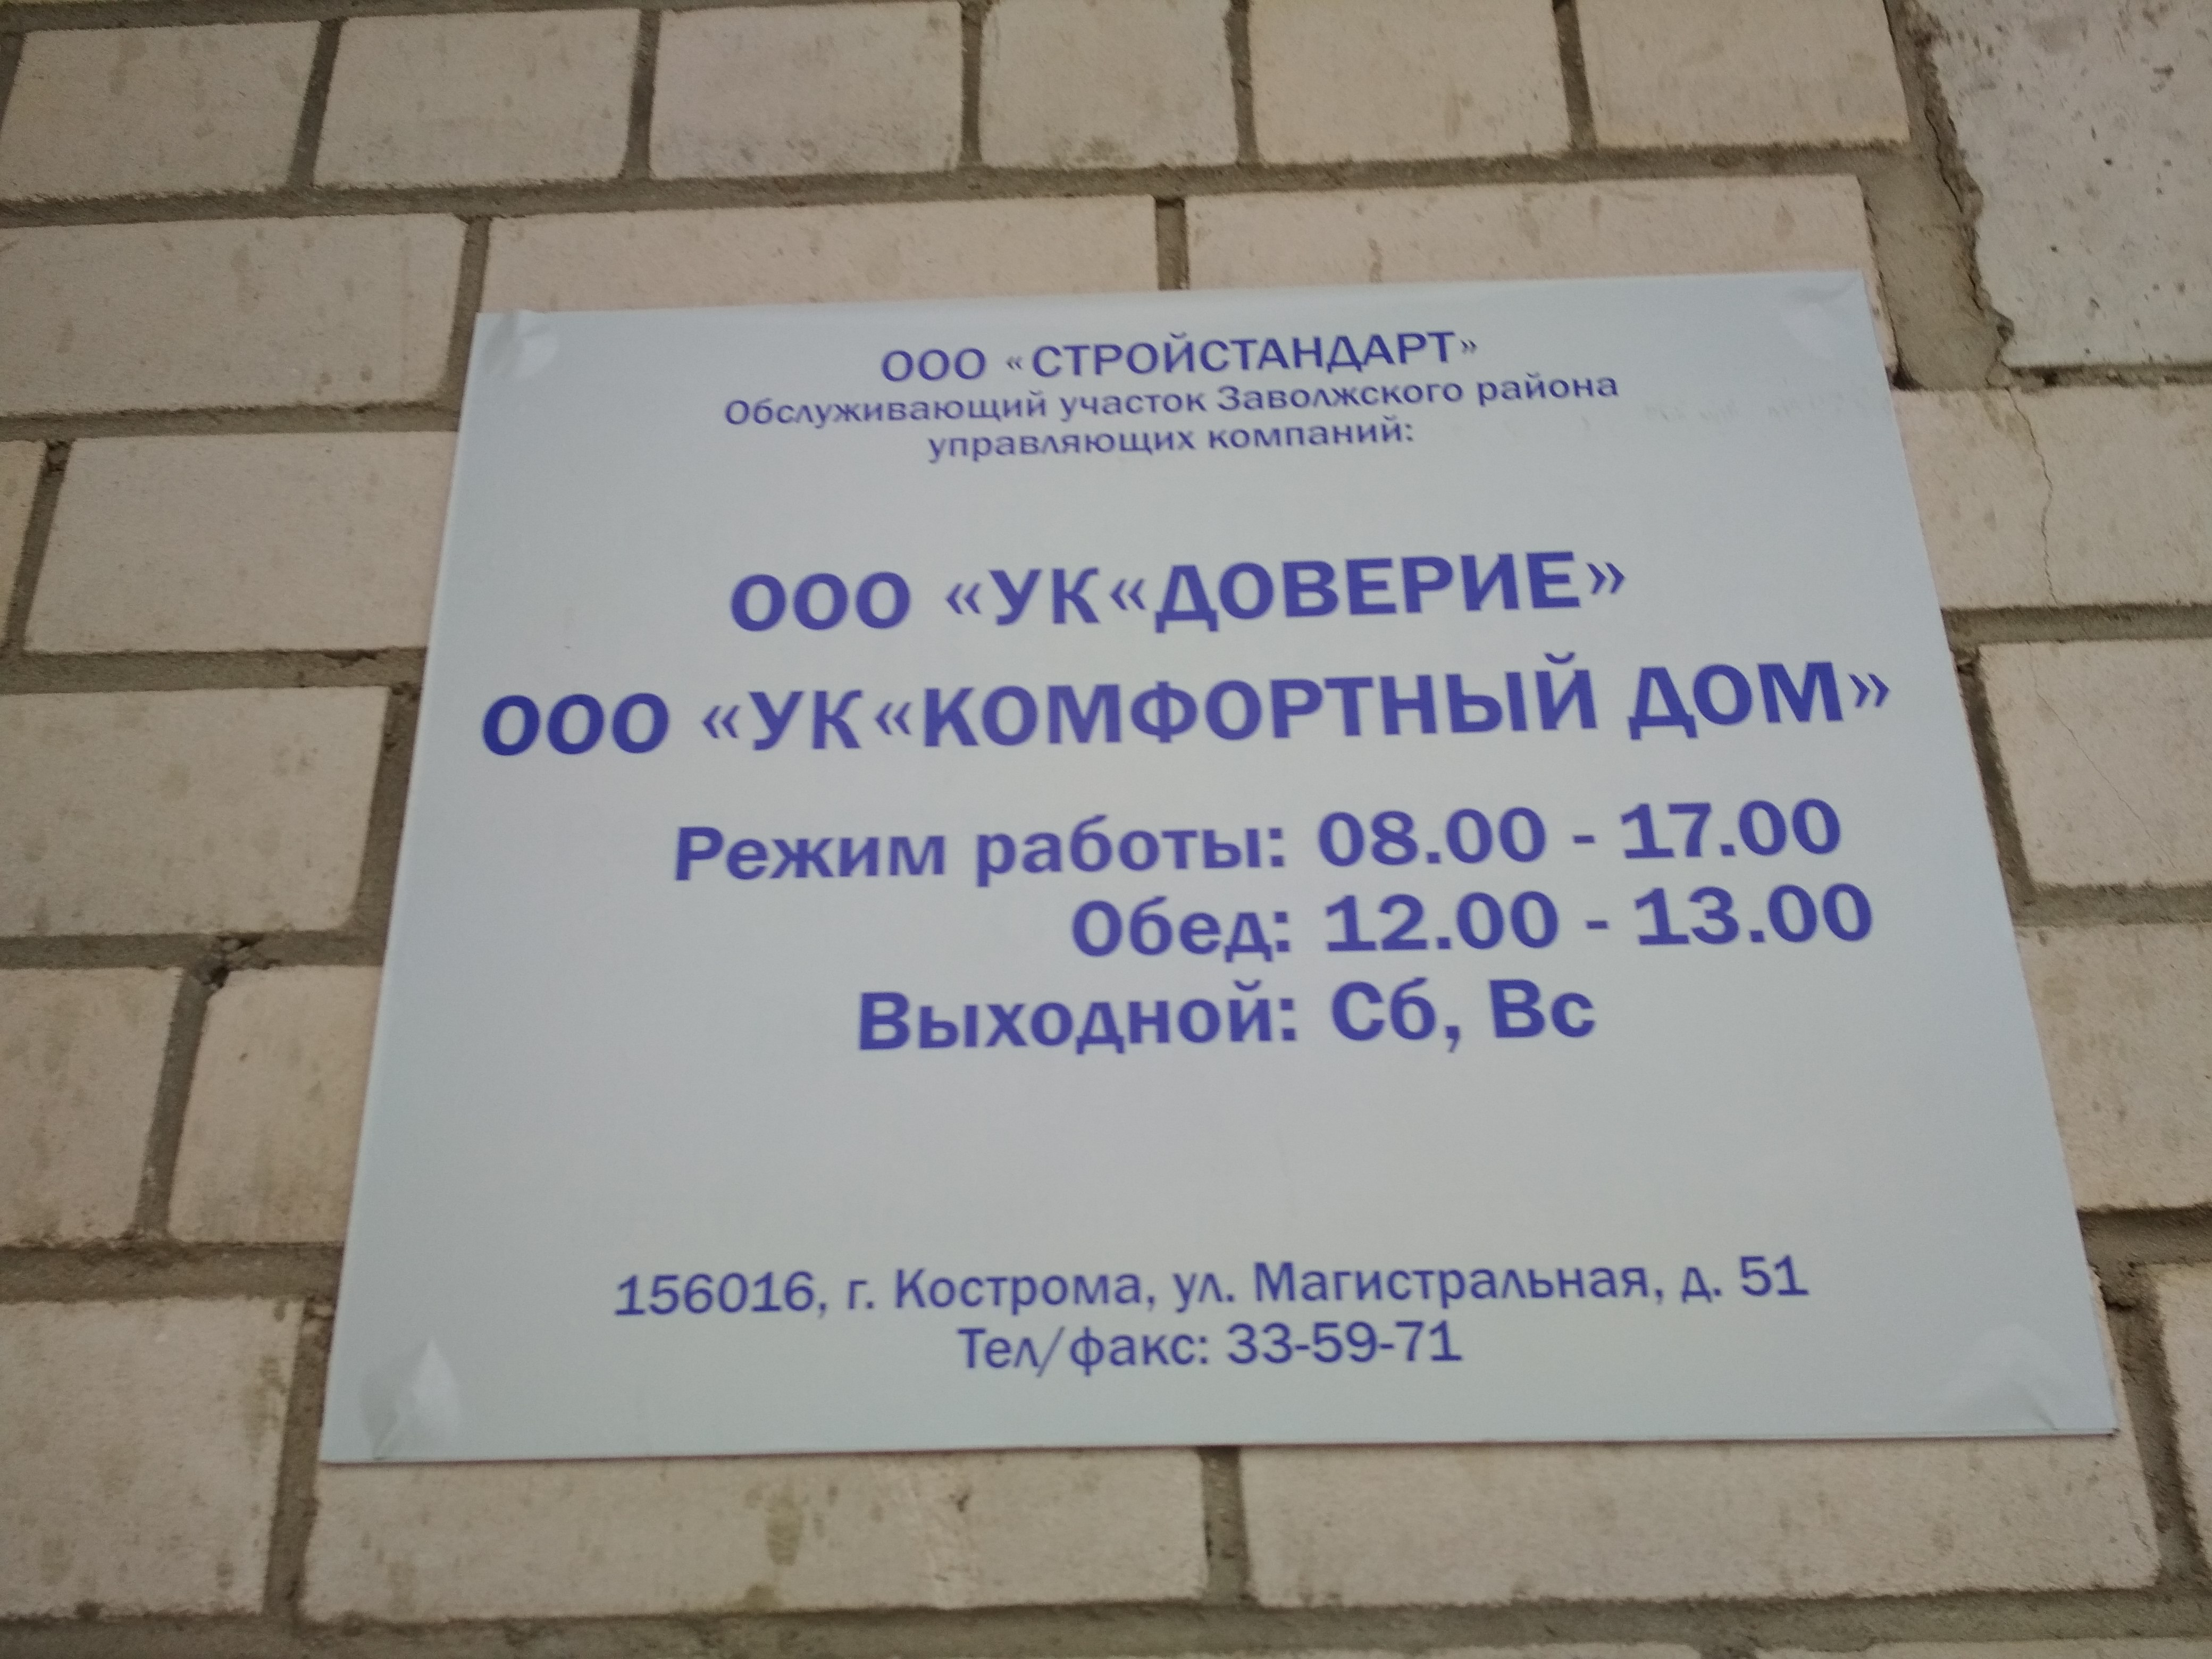 ООО «СТРОЙСТАНДАРТ»
Обслуживающий участок Заволжского района
управляющих компаний:
ООО «УК«ДОВЕРИЕ»
ООО «УК«КОМФОРТНЫЙ ДОМ»
Режим работы: 08.00 - 17.00
Обед: 12.00 - 13.00
Выходной: Сб, Вс
156016, г. Кострома, ул. Магистральная, д. 51
Тел/факс: 33-59-71